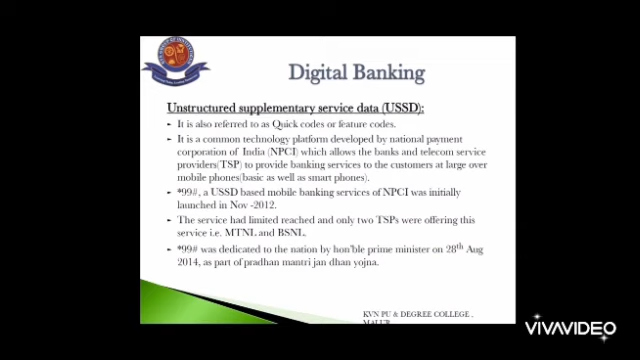 Digital Banking
Unstructured supplementary service data (USSD):
It is also referred to as Quick codes or feature codes.
It is a common technology platform developed by national payment
corporation of India (NPCI) which allows the banks and telecom service
providers(TSP) to provide banking services to the customers at large over
mobile phones(basic as well as smart phones).
*99#, a USSD based mobile banking services of NPCI was initially
launched in Nov -2012.
The service had limited reached and only two TSPs were offering this
service i.e. MTNL and BSNL.
*99# was dedicated to the nation by hon'ble prime minister on 28th Aug
2014, as part of pradhan mantri jan dhan yojna.
KVN PU & DEGREE COLLEGE ,
VIVAVIDEO